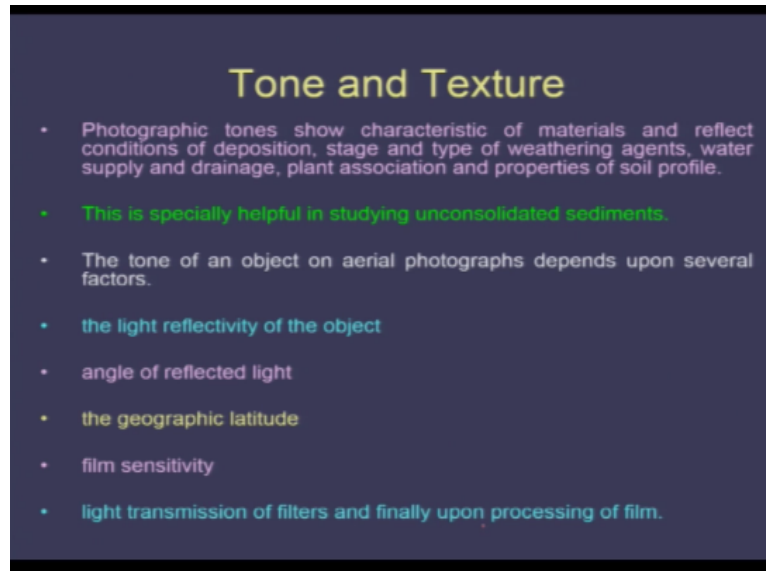 Tone and Texture
• Photographic tones show characteristic of materials and reflect
conditions of deposition, stage and type of weathering agents, water
supply and drainage, plant association and properties of soil profile.
• This is specially helpful in studying unconsolidated sediments.
• The tone of an object on aerial photographs depends upon several
factors.
• the light reflectivity of the object
• angle of reflected light
• the geographic latitude
• film sensitivity
• light transmission of filters and finally upon processing of film.